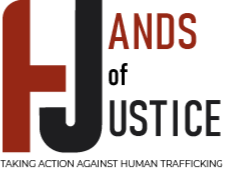 HANDS
of
JUSTICE
TAKING ACTION AGAINST HUMAN TRAFFICKING